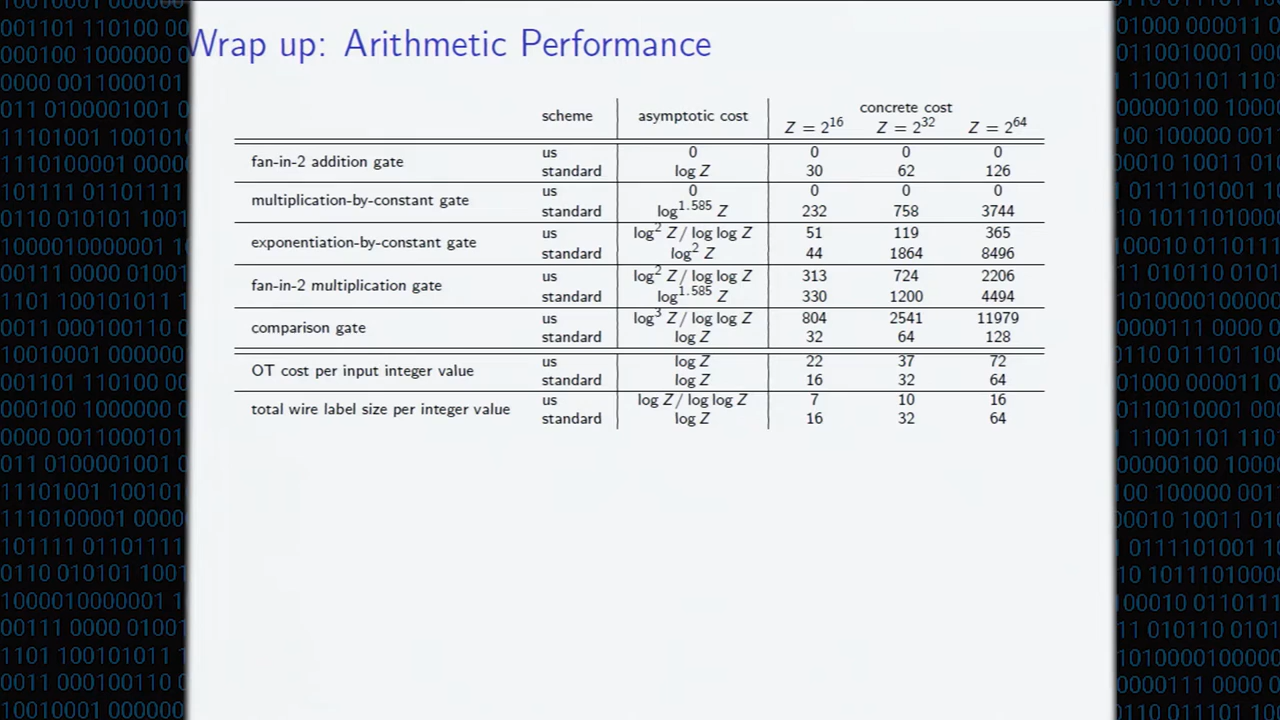 Wrap up: Arithmetic Performance
scheme asymptotic cost concrete cost
Z = 2^16 Z = 2^32 Z = 2^64
fan-in-2 addition gate
us 0 0 0 0
standard log Z 30 62 126
multiplication-by-constant gate
us 0 0 0 0
standard log^1.585 Z 232 758 3744
exponentiation-by-constant gate
us log^2 Z / log log Z 51 119 365
standard log^2 Z 44 1864 8496
fan-in-2 multiplication gate
us log^2 Z / log log Z 313 724 2206
standard log^1.585 Z 330 1200 4494
comparison gate
us log^3 Z / log log Z 804 2541 11979
standard log Z 32 64 128
OT cost per input integer value
us log Z 22 37 72
standard log Z 16 32 64
total wire label size per integer value
us log Z / log log Z 7 10 16
standard log Z 16 32 64